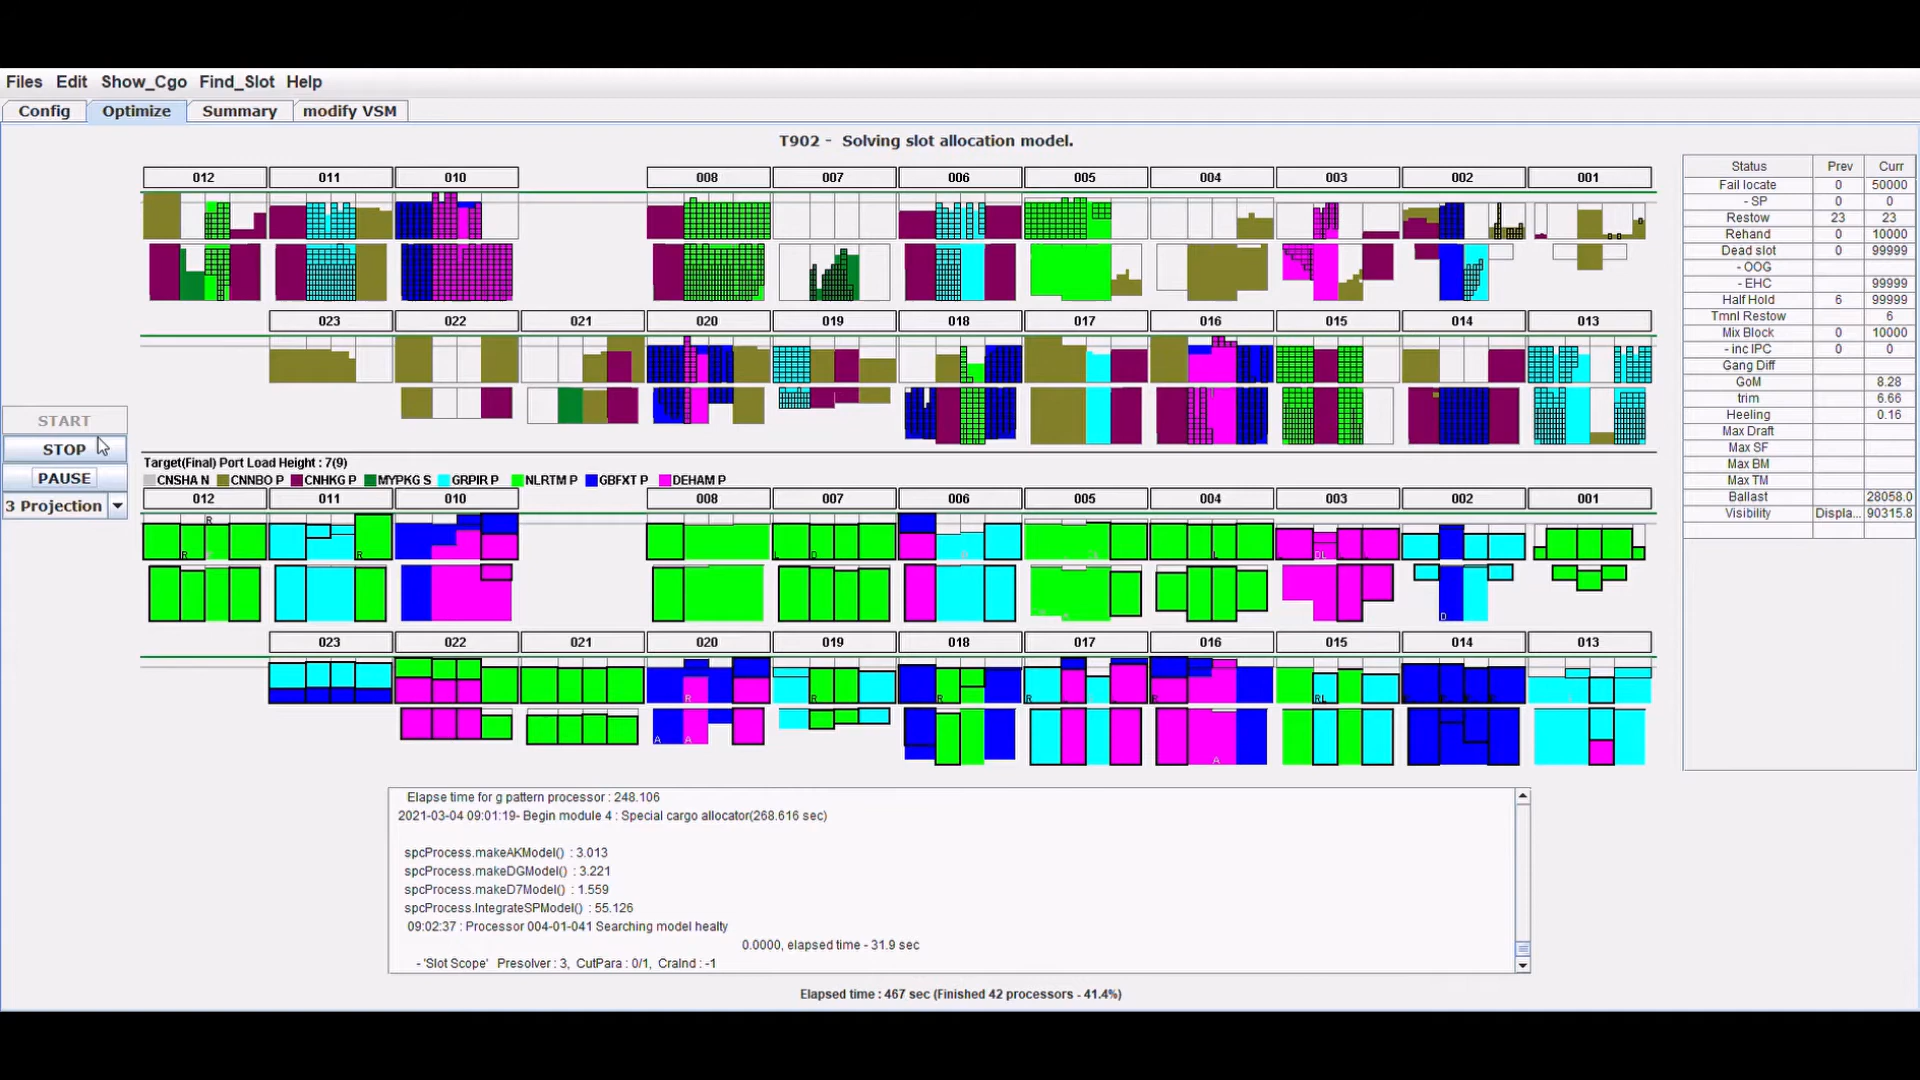 Files Edit Show_Cgo Find_Slot Help
Config Optimize Summary modify VSM
T902 - Solving slot allocation model.
012 011 010 008 007 006 005 004 003 002 001
023 022 021 020 019 018 017 016 015 014 013
START
STOP
PAUSE
3 Projection
Target(Final) Port Load Height : 7(9)
CNSHA N CNNBO P CNHKG P MYPKG S GRPIR P NLRTM P GBFXT P DEHAM P
012 011 010 008 007 006 005 004 003 002 001
R
R R L D L DL
D
023 022 021 020 019 018 017 016 015 014 013
R R R R R RL
A A A
Status Prev Curr
Fail locate 0 50000
- SP 0 0
Restow 23 23
Rehand 0 10000
Dead slot 0 99999
- OOG
- EHC 99999
Half Hold 6 99999
Tmnl Restow 6
Mix Block 0 10000
- inc IPC 0 0
Gang Diff
GoM 8.28
trim 6.66
Heeling 0.16
Max Draft
Max SF
Max BM
Max TM
Ballast 28058.0
Visibility Displa... 90315.8
Elapse time for g pattern processor : 248.106
2021-03-04 09:01:19- Begin module 4 : Special cargo allocator(268.616 sec)
spcProcess.makeAKModel() : 3.013
spcProcess.makeDGModel() : 3.221
spcProcess.makeD7Model() : 1.559
spcProcess.IntegrateSPModel() : 55.126
09:02:37 : Processor 004-01-041 Searching model healty
0.0000, elapsed time - 31.9 sec
- 'Slot Scope' Presolver : 3, CutPara : 0/1, CraInd : -1
Elapsed time : 467 sec (Finished 42 processors - 41.4%)